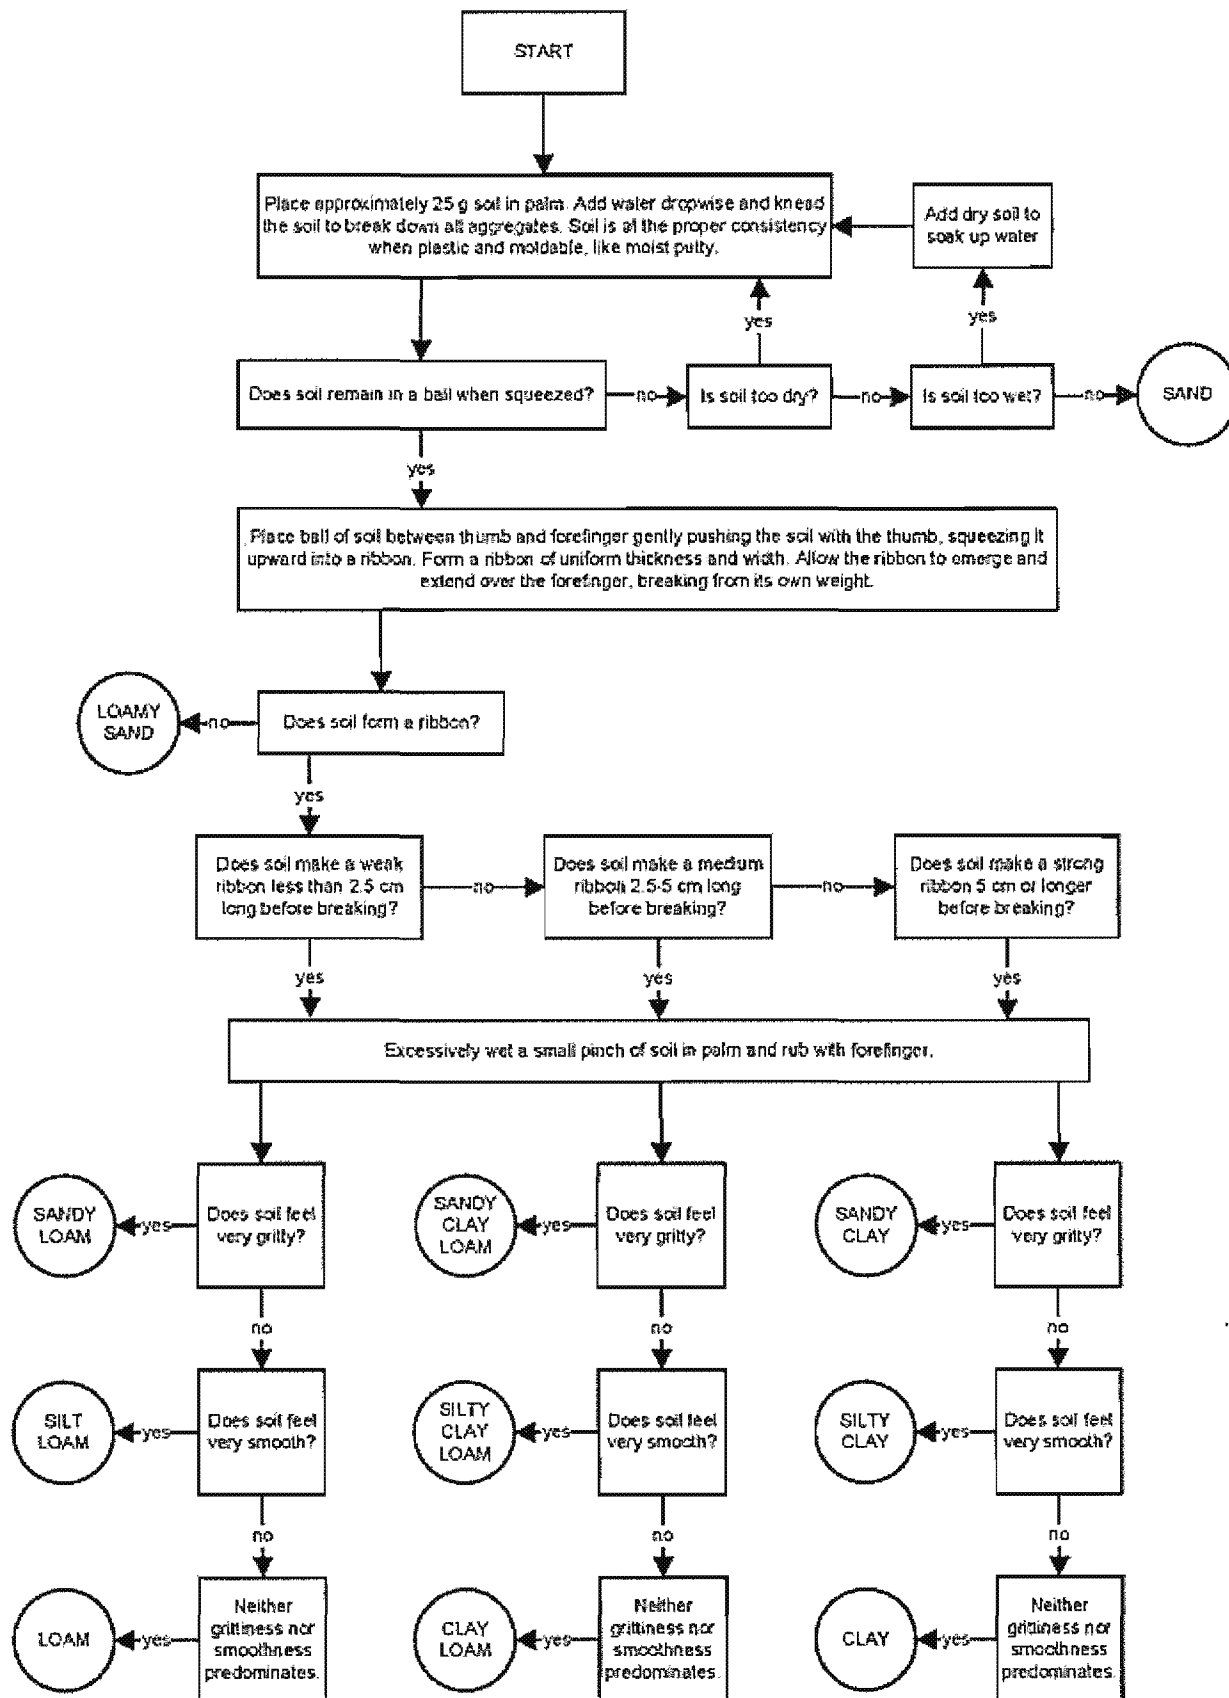 START
Place approximately 25 g soil in palm. Add water dropwise and knead
the soil to break down all aggregates. Soil is at the proper consistency
when plastic and moldable, like moist putty.
Add dry soil to
soak up water
yes
yes
Does soil remain in a ball when squeezed?
no
Is soil too dry?
no
Is soil too wet?
no
SAND
yes
Place ball of soil between thumb and forefinger gently pushing the soil with the thumb, squeezing it
upward into a ribbon. Form a ribbon of uniform thickness and width. Allow the ribbon to emerge and
extend over the forefinger, breaking from its own weight.
LOAMY
SAND
no
Does soil form a ribbon?
yes
Does soil make a weak
ribbon less than 2.5 cm
long before breaking?
no
Does soil make a medium
ribbon 2.5-5 cm long
before breaking?
no
Does soil make a strong
ribbon 5 cm or longer
before breaking?
yes
yes
yes
Excessively wet a small pinch of soil in palm and rub with forefinger.
SANDY
LOAM
yes
Does soil feel
very gritty?
SANDY
CLAY
LOAM
yes
Does soil feel
very gritty?
SANDY
CLAY
yes
Does soil feel
very gritty?
no
no
no
SILT
LOAM
yes
Does soil feel
very smooth?
SILTY
CLAY
LOAM
yes
Does soil feel
very smooth?
SILTY
CLAY
yes
Does soil feel
very smooth?
no
no
no
LOAM
yes
Neither
grittiness nor
smoothness
predominates.
CLAY
LOAM
yes
Neither
grittiness nor
smoothness
predominates.
CLAY
yes
Neither
grittiness nor
smoothness
predominates.